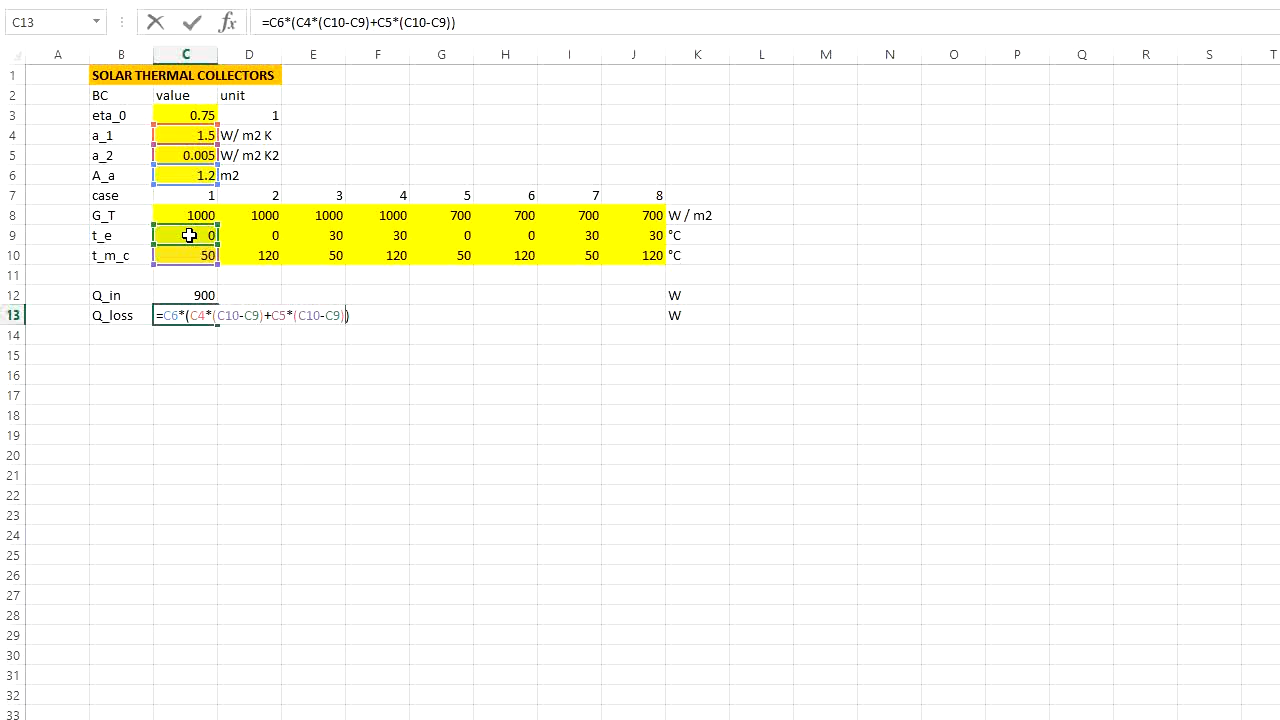 C13 fx =C6*(C4*(C10-C9)+C5*(C10-C9))
A B C D E F G H I J K L M N O P Q R S T
1 SOLAR THERMAL COLLECTORS
2 BC value unit
3 eta_0 0.75 1
4 a_1 1.5 W/ m2 K
5 a_2 0.005 W/ m2 K2
6 A_a 1.2 m2
7 case 1 2 3 4 5 6 7 8
8 G_T 1000 1000 1000 1000 700 700 700 700 W / m2
9 t_e 0 0 30 30 0 0 30 30 °C
10 t_m_c 50 120 50 120 50 120 50 120 °C
11
12 Q_in 900 W
13 Q_loss =C6*(C4*(C10-C9)+C5*(C10-C9)) W
14
15
16
17
18
19
20
21
22
23
24
25
26
27
28
29
30
31
32
33